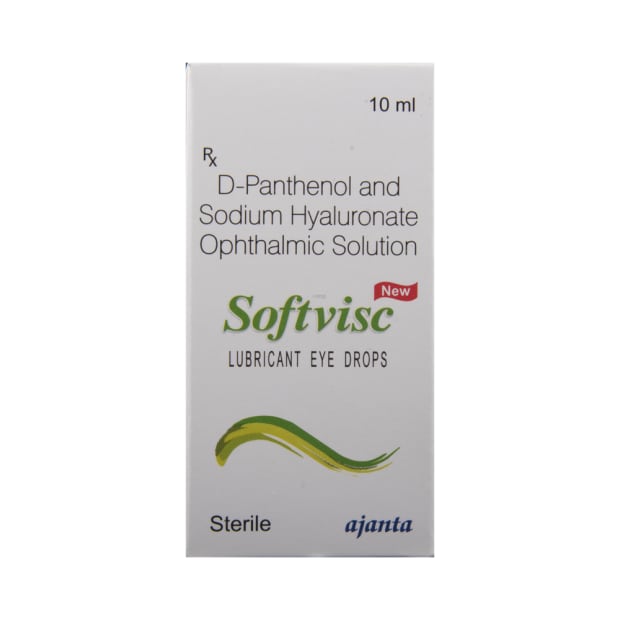 10 ml
Rx
D-Panthenol and
Sodium Hyaluronate
Ophthalmic Solution
New
Softvisc
LUBRICANT EYE DROPS
Sterile
ajanta